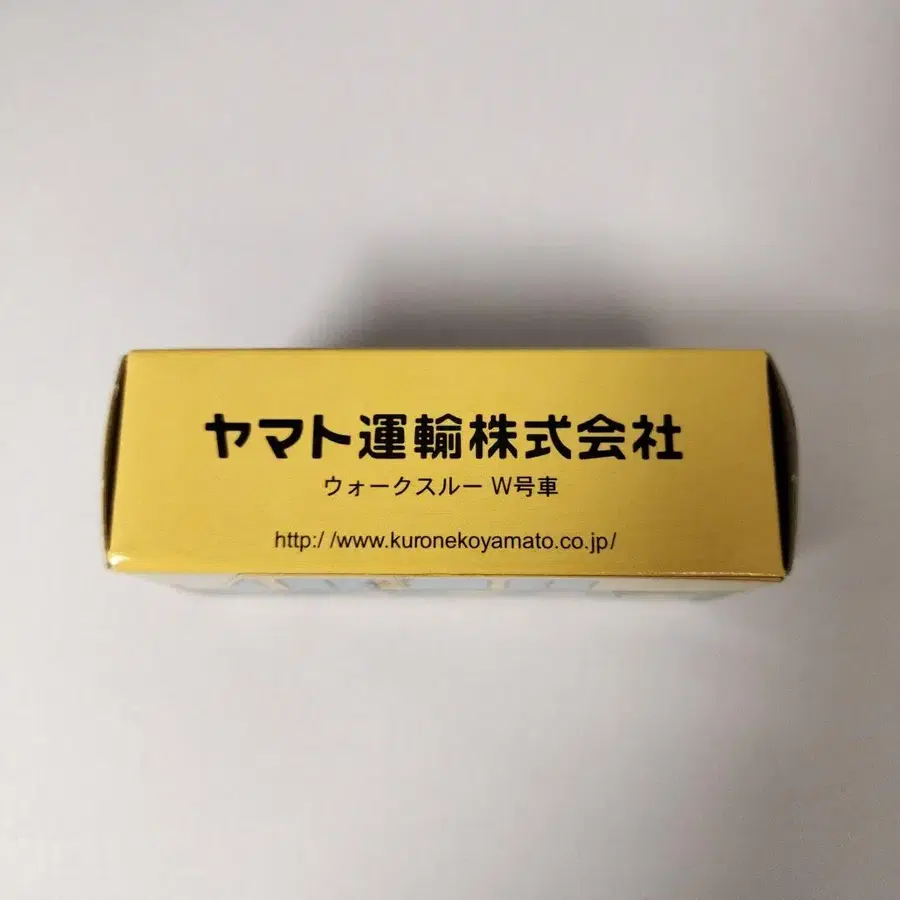 ヤマト運輸株式会社
ウォークスルー W号車
http://www.kuronekoyamato.co.jp/